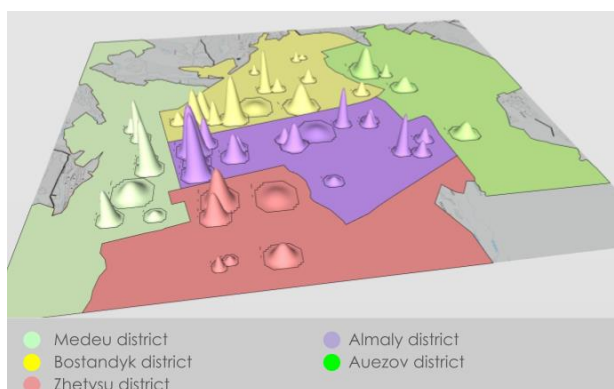 Medeu district
Bostandyk district
Zhetysu district
Almaly district
Auezov district